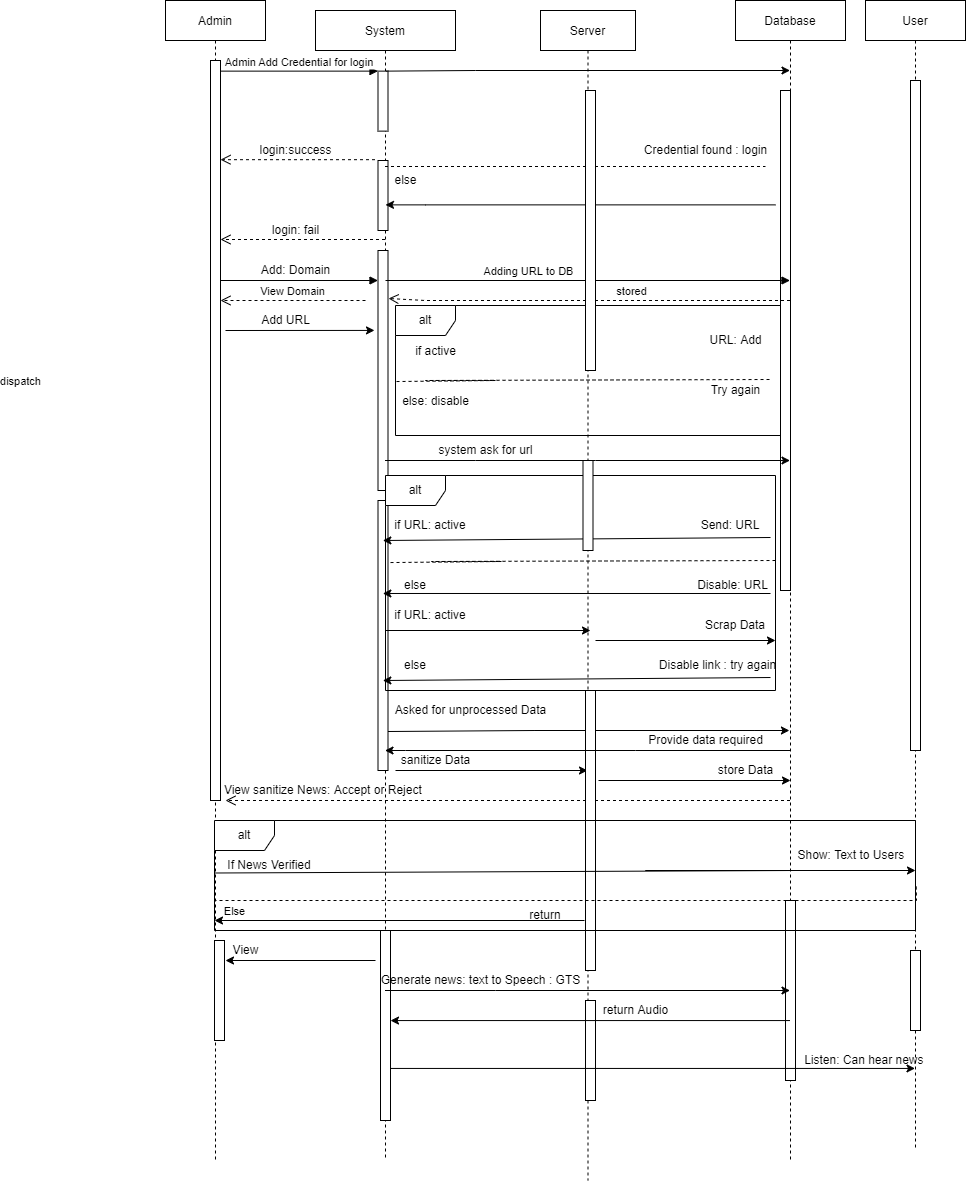 Admin
System
Server
Database
User
Admin Add Credential for login
login:success
Credential found : login
else
login: fail
Add: Domain
Adding URL to DB
View Domain
stored
Add URL
alt
URL: Add
if active
dispatch
Try again
else: disable
system ask for url
alt
if URL: active
Send: URL
else
Disable: URL
if URL: active
Scrap Data
else
Disable link : try again
Asked for unprocessed Data
Provide data required
sanitize Data
store Data
View sanitize News: Accept or Reject
alt
Show: Text to Users
If News Verified
Else
return
View
Generate news: text to Speech : GTS
return Audio
Listen: Can hear news